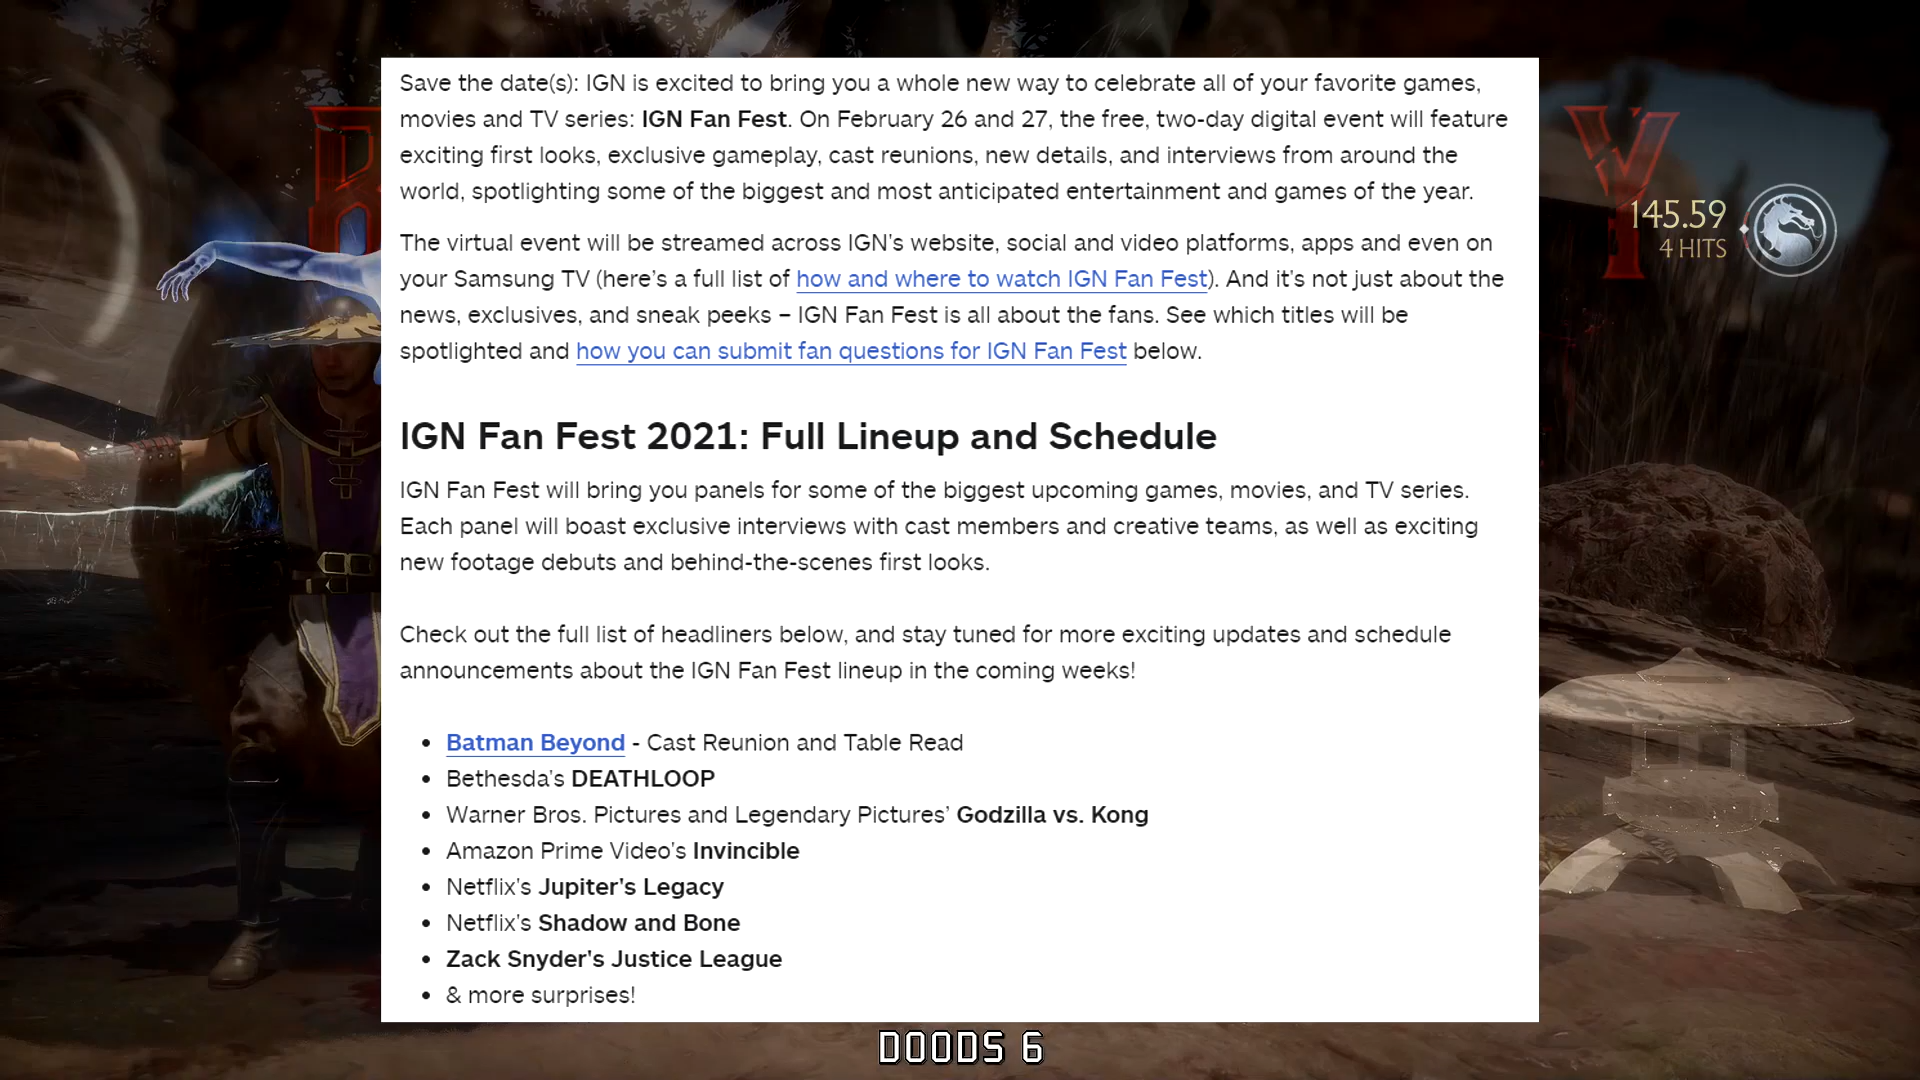 Save the date(s): IGN is excited to bring you a whole new way to celebrate all of your favorite games,
movies and TV series: IGN Fan Fest. On February 26 and 27, the free, two-day digital event will feature
exciting first looks, exclusive gameplay, cast reunions, new details, and interviews from around the
world, spotlighting some of the biggest and most anticipated entertainment and games of the year.
The virtual event will be streamed across IGN's website, social and video platforms, apps and even on
your Samsung TV (here's a full list of how and where to watch IGN Fan Fest). And it's not just about the
news, exclusives, and sneak peeks – IGN Fan Fest is all about the fans. See which titles will be
spotlighted and how you can submit fan questions for IGN Fan Fest below.
IGN Fan Fest 2021: Full Lineup and Schedule
IGN Fan Fest will bring you panels for some of the biggest upcoming games, movies, and TV series.
Each panel will boast exclusive interviews with cast members and creative teams, as well as exciting
new footage debuts and behind-the-scenes first looks.
Check out the full list of headliners below, and stay tuned for more exciting updates and schedule
announcements about the IGN Fan Fest lineup in the coming weeks!
• Batman Beyond - Cast Reunion and Table Read
• Bethesda's DEATHLOOP
• Warner Bros. Pictures and Legendary Pictures’ Godzilla vs. Kong
• Amazon Prime Video's Invincible
• Netflix's Jupiter's Legacy
• Netflix's Shadow and Bone
• Zack Snyder's Justice League
• & more surprises!
Y
145.59
4 HITS
DOODS 6